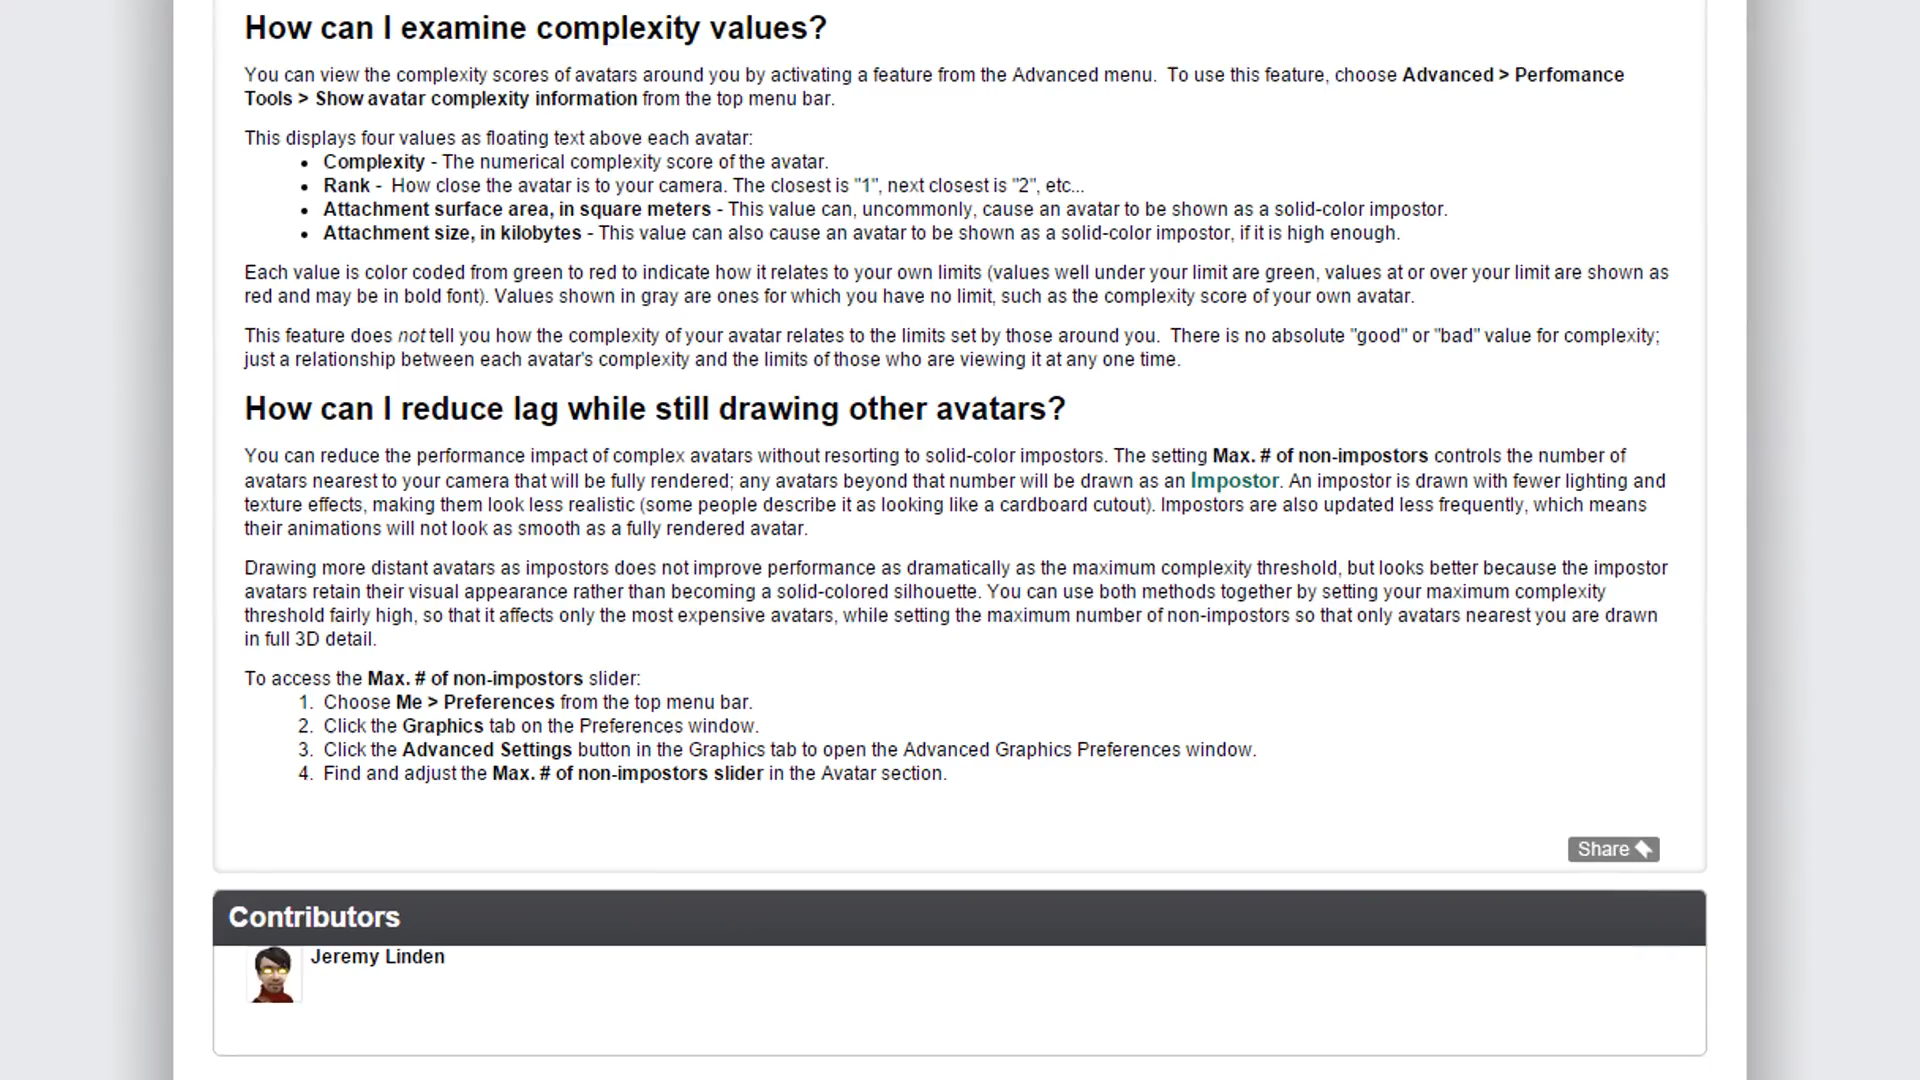 How can I examine complexity values?
You can view the complexity scores of avatars around you by activating a feature from the Advanced menu.  To use this feature, choose Advanced > Perfomance
Tools > Show avatar complexity information from the top menu bar.
This displays four values as floating text above each avatar:
• Complexity - The numerical complexity score of the avatar.
• Rank -  How close the avatar is to your camera. The closest is "1", next closest is "2", etc...
• Attachment surface area, in square meters - This value can, uncommonly, cause an avatar to be shown as a solid-color impostor.
• Attachment size, in kilobytes - This value can also cause an avatar to be shown as a solid-color impostor, if it is high enough.
Each value is color coded from green to red to indicate how it relates to your own limits (values well under your limit are green, values at or over your limit are shown as
red and may be in bold font). Values shown in gray are ones for which you have no limit, such as the complexity score of your own avatar.
This feature does not tell you how the complexity of your avatar relates to the limits set by those around you.  There is no absolute "good" or "bad" value for complexity;
just a relationship between each avatar's complexity and the limits of those who are viewing it at any one time.
How can I reduce lag while still drawing other avatars?
You can reduce the performance impact of complex avatars without resorting to solid-color impostors. The setting Max. # of non-impostors controls the number of
avatars nearest to your camera that will be fully rendered; any avatars beyond that number will be drawn as an Impostor. An impostor is drawn with fewer lighting and
texture effects, making them look less realistic (some people describe it as looking like a cardboard cutout). Impostors are also updated less frequently, which means
their animations will not look as smooth as a fully rendered avatar.
Drawing more distant avatars as impostors does not improve performance as dramatically as the maximum complexity threshold, but looks better because the impostor
avatars retain their visual appearance rather than becoming a solid-colored silhouette. You can use both methods together by setting your maximum complexity
threshold fairly high, so that it affects only the most expensive avatars, while setting the maximum number of non-impostors so that only avatars nearest you are drawn
in full 3D detail.
To access the Max. # of non-impostors slider:
1. Choose Me > Preferences from the top menu bar.
2. Click the Graphics tab on the Preferences window.
3. Click the Advanced Settings button in the Graphics tab to open the Advanced Graphics Preferences window.
4. Find and adjust the Max. # of non-impostors slider in the Avatar section.
Share
Contributors
Jeremy Linden